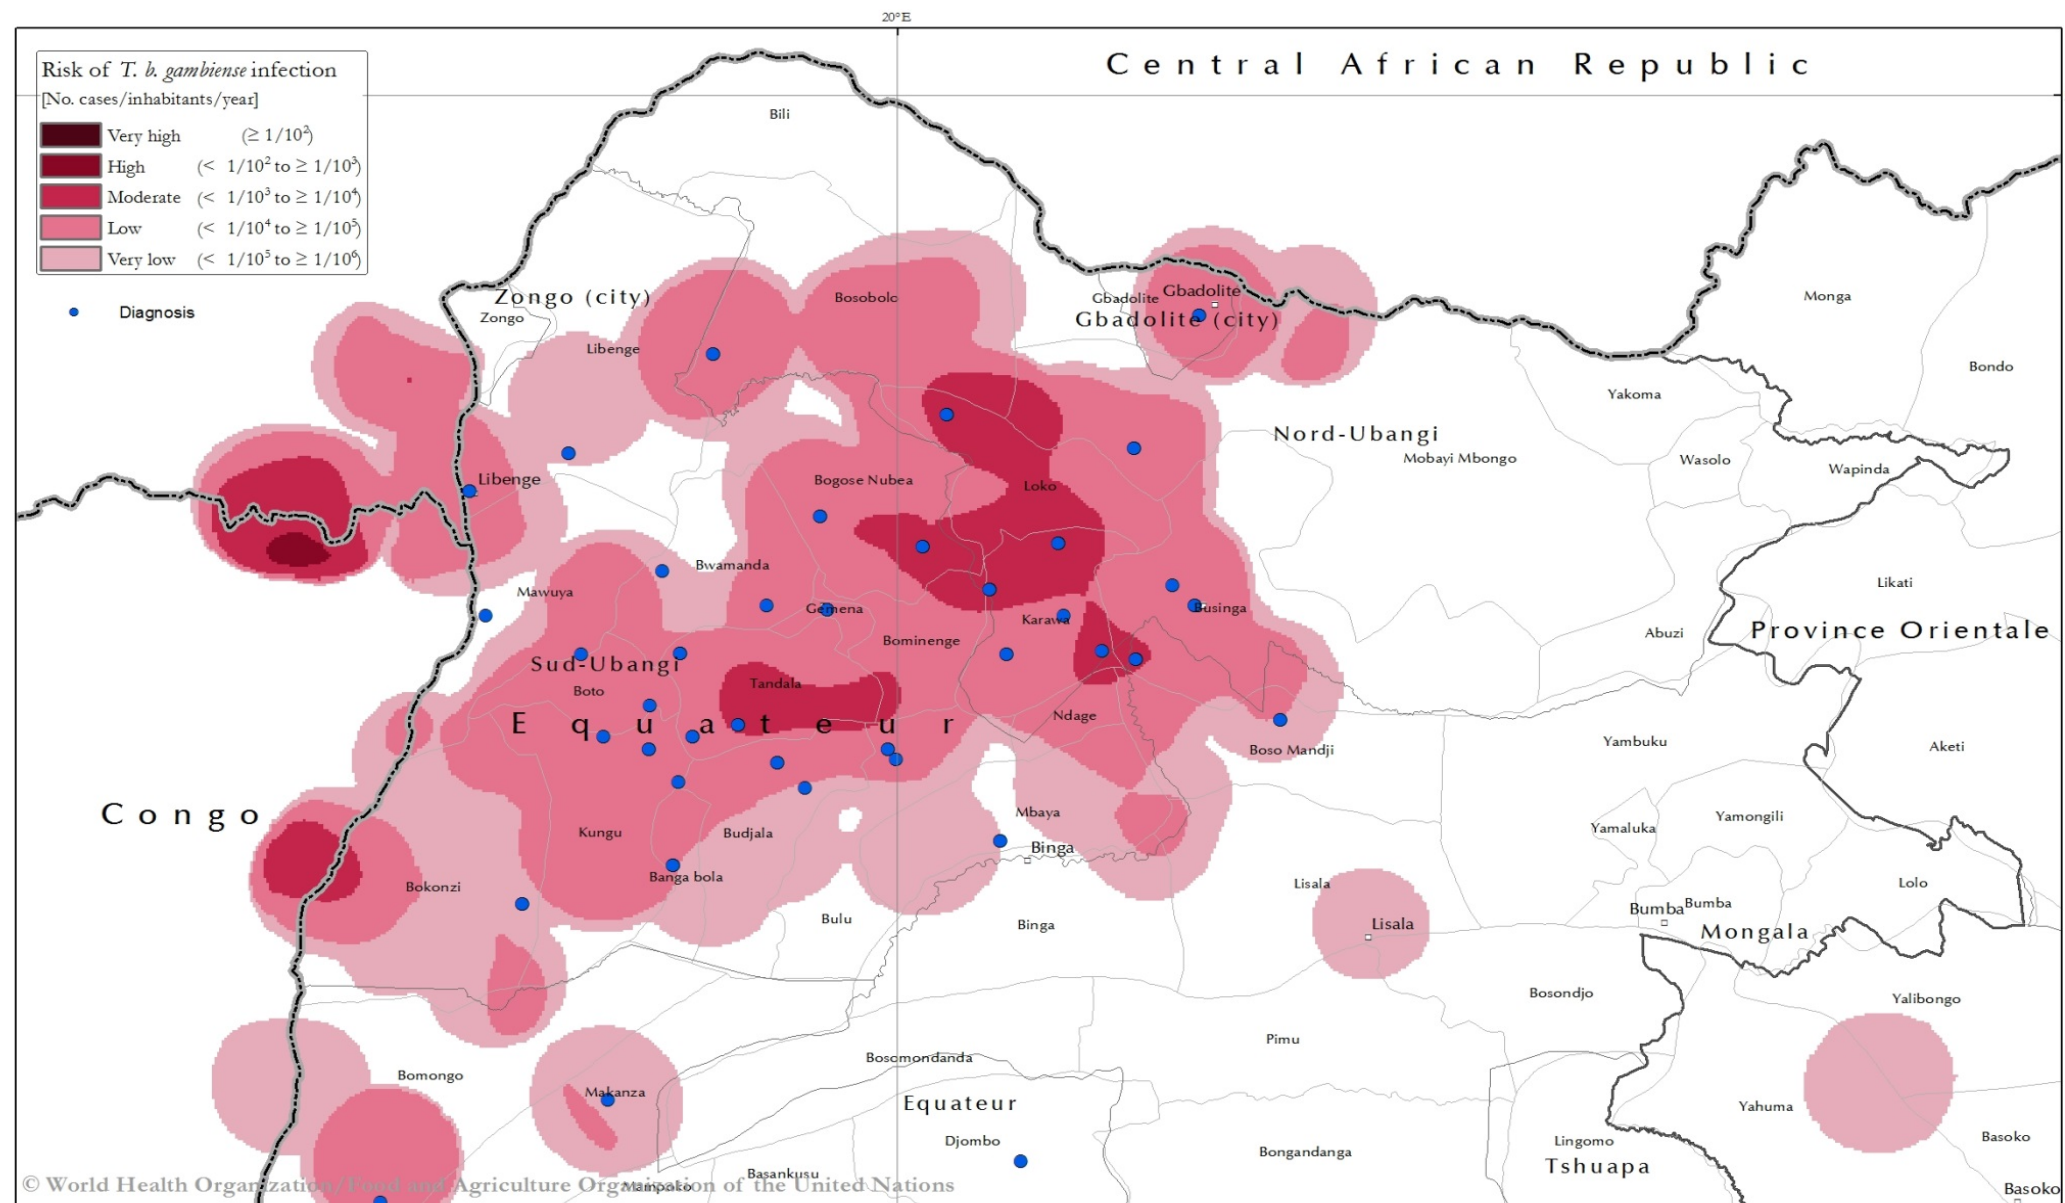 20°E
Central African Republic
Risk of T. b. gambiense infection
[No. cases/inhabitants/year]
Very high (≥ 1/10²)
High (< 1/10² to ≥ 1/10³)
Moderate (< 1/10³ to ≥ 1/10⁴)
Low (< 1/10⁴ to ≥ 1/10⁵)
Very low (< 1/10⁵ to ≥ 1/10⁶)
Diagnosis
Bili
Zongo (city)
Zongo
Bosobolo
Gbadolite
Gbadolite
Gbadolite (city)
Monga
Libenge
Bondo
Yakoma
Nord-Ubangi
Mobayi Mbongo
Wasolo
Wapinda
Libenge
Bogose Nubea
Loko
Bwamanda
Mawuya
Likati
Gemena
Karawa
Businga
Bominenge
Abuzi
Province Orientale
Sud-Ubangi
Boto
Tandala
Equateur
Ndage
Boso Mandji
Yambuku
Aketi
Congo
Kungu
Budjala
Mbaya
Binga
Yamaluka
Yamongili
Bokonzi
Banga bola
Lisala
Lolo
Bulu
Binga
Lisala
Bumba
Bumba
Mongala
Bosondjo
Yalibongo
Pimu
Bomongo
Bosomondanda
Makanza
Equateur
Yahuma
Djombo
Bongandanga
Lingomo
Basoko
Tshuapa
Basankusu
Mampoko
Basoko
© World Health Organization/Food and Agriculture Organization of the United Nations